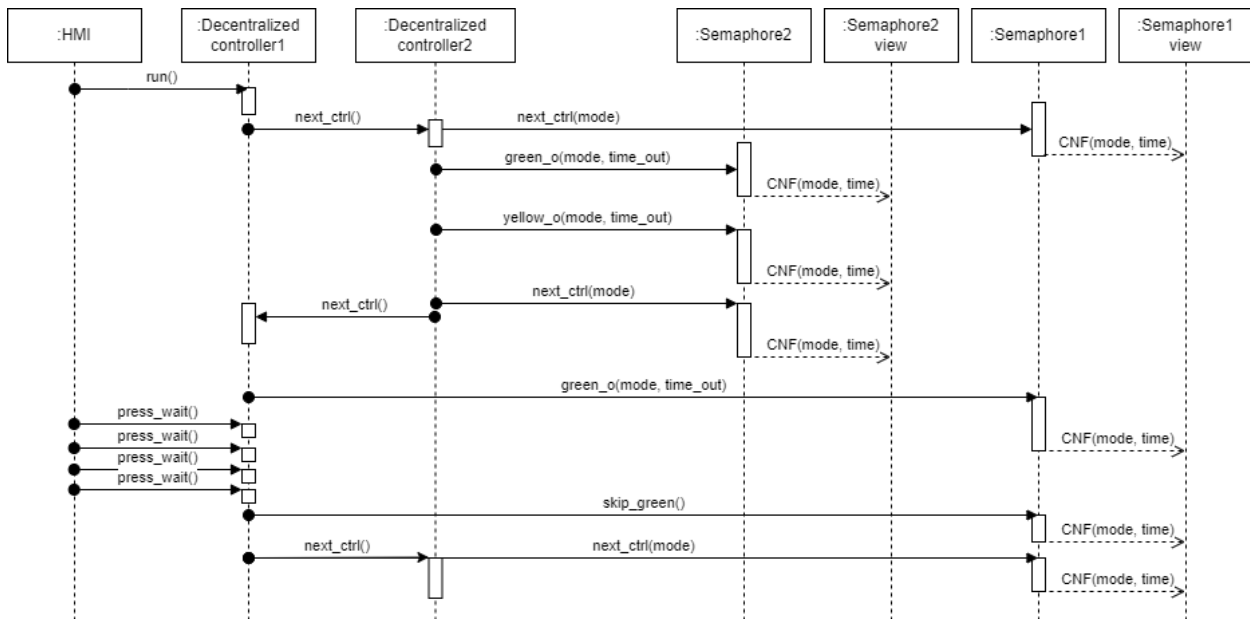 :HMI
:Decentralized
controller1
:Decentralized
controller2
:Semaphore2
:Semaphore2
view
:Semaphore1
:Semaphore1
view
run()
next_ctrl()
next_ctrl(mode)
CNF(mode, time)
green_o(mode, time_out)
CNF(mode, time)
yellow_o(mode, time_out)
CNF(mode, time)
next_ctrl()
next_ctrl(mode)
CNF(mode, time)
green_o(mode, time_out)
press_wait()
press_wait()
CNF(mode, time)
press_wait()
press_wait()
skip_green()
CNF(mode, time)
next_ctrl()
next_ctrl(mode)
CNF(mode, time)